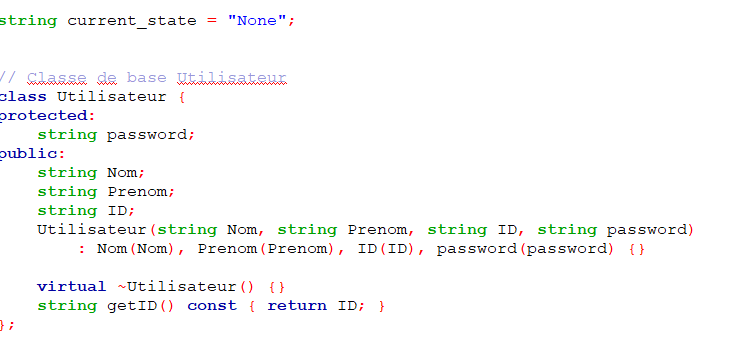 string current_state = "None";
// Classe de base Utilisateur
class Utilisateur {
protected:
string password;
public:
string Nom;
string Prenom;
string ID;
Utilisateur(string Nom, string Prenom, string ID, string password)
: Nom(Nom), Prenom(Prenom), ID(ID), password(password) {}
virtual ~Utilisateur() {}
string getID() const { return ID; }
};